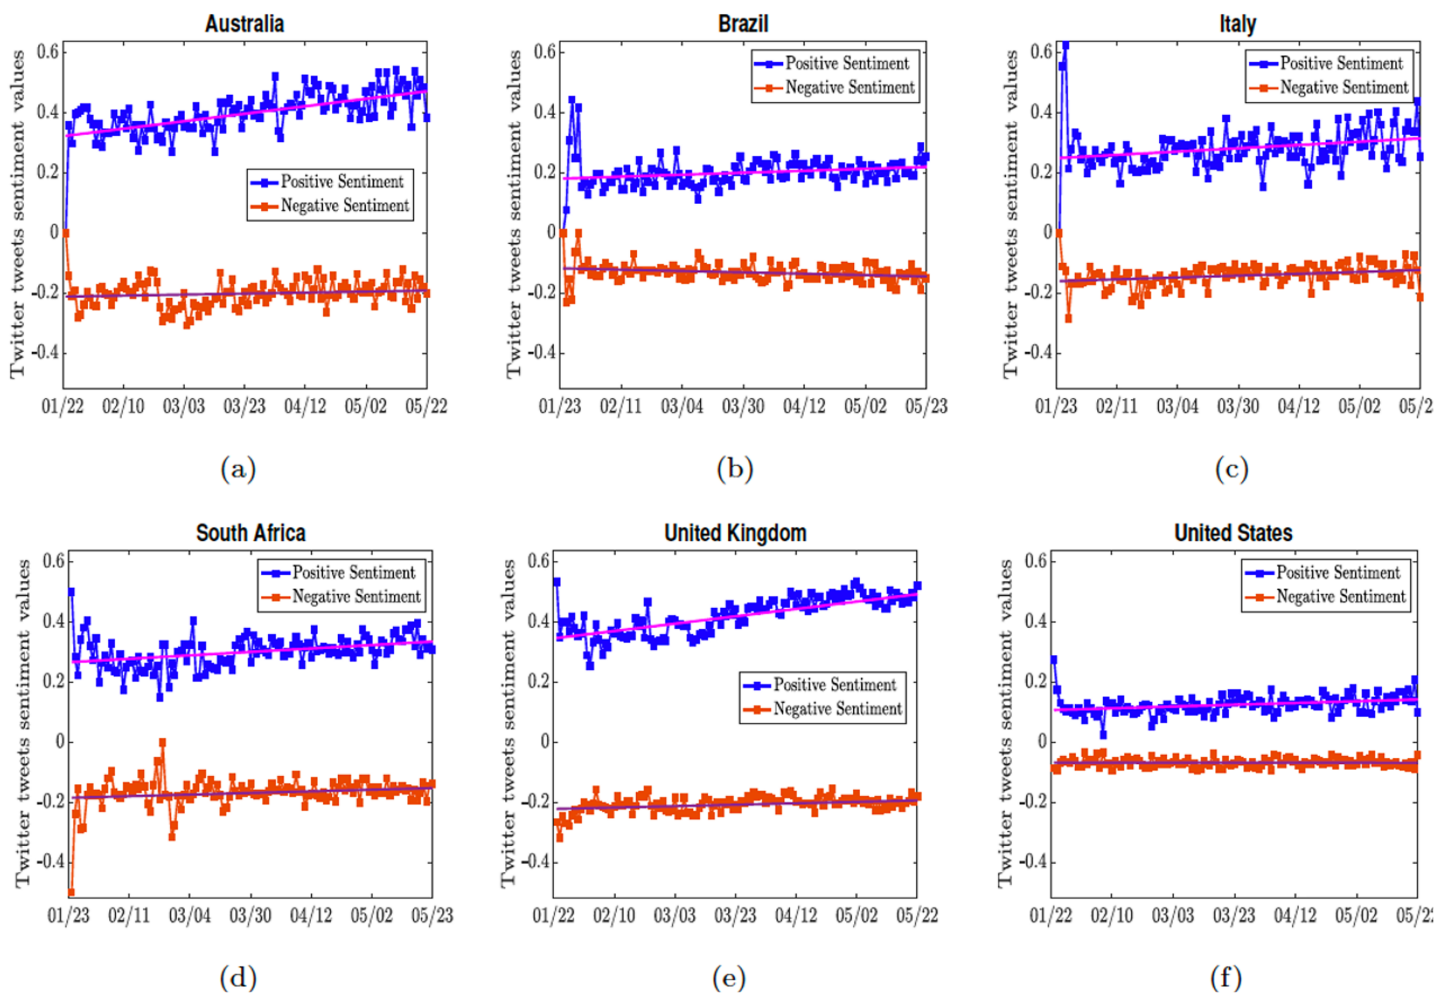 Australia
Twitter tweets sentiment values
0.6
0.4
0.2
0
-0.2
-0.4
Positive Sentiment
Negative Sentiment
01/22 02/10 03/03 03/23 04/12 05/02 05/22
(a)
Brazil
Twitter tweets sentiment values
0.6
0.4
0.2
0
-0.2
-0.4
Positive Sentiment
Negative Sentiment
01/23 02/11 03/04 03/30 04/12 05/02 05/23
(b)
Italy
Twitter tweets sentiment values
0.6
0.4
0.2
0
-0.2
-0.4
Positive Sentiment
Negative Sentiment
01/23 02/11 03/04 03/30 04/12 05/02 05/2
(c)
South Africa
Twitter tweets sentiment values
0.6
0.4
0.2
0
-0.2
-0.4
Positive Sentiment
Negative Sentiment
01/23 02/11 03/04 03/30 04/12 05/02 05/23
(d)
United Kingdom
Twitter tweets sentiment values
0.6
0.4
0.2
0
-0.2
-0.4
Positive Sentiment
Negative Sentiment
01/22 02/10 03/03 03/23 04/12 05/02 05/22
(e)
United States
Twitter tweets sentiment values
0.6
0.4
0.2
0
-0.2
-0.4
Positive Sentiment
Negative Sentiment
01/22 02/10 03/03 03/23 04/12 05/02 05/2
(f)